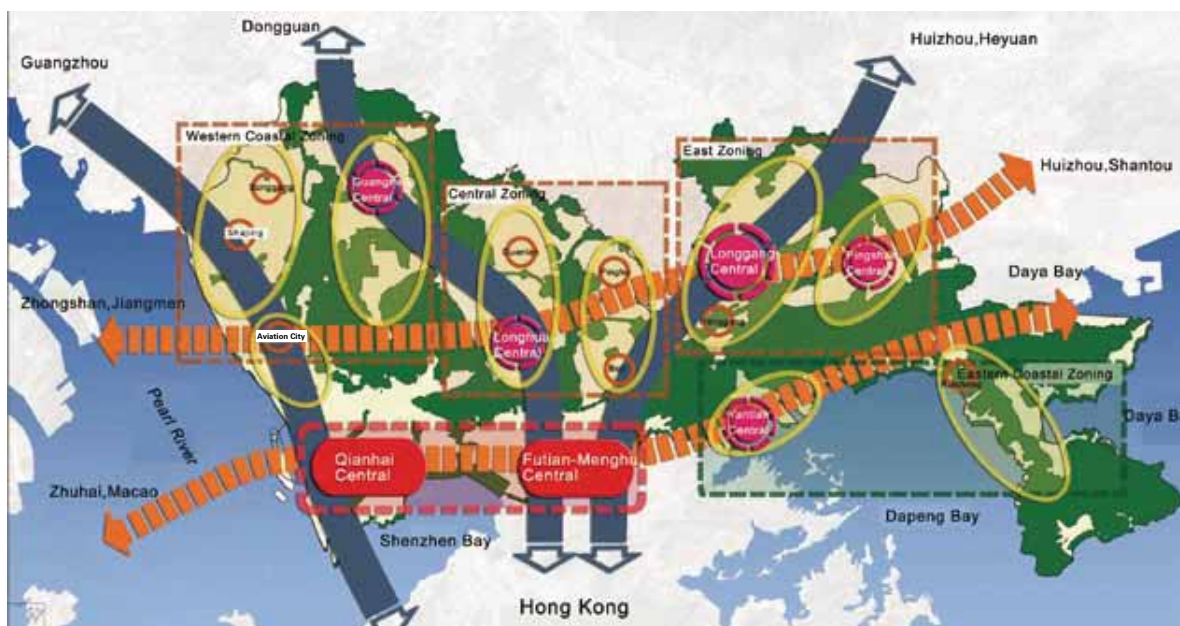 Dongguan
Huizhou,Heyuan
Guangzhou
Western Coastal Zoning
East Zoning
Huizhou,Shantou
Guangming
Central
Central Zoning
Shajing
Longgang
Central
Pingshan
Central
Daya Bay
Zhongshan,Jiangmen
Aviation City
Longhua
Central
Eastern Coastal Zoning
Pearl River
Yantian
Central
Daya B
Qianhai
Central
Futian-Menghu
Central
Zhuhai,Macao
Dapeng Bay
Shenzhen Bay
Hong Kong